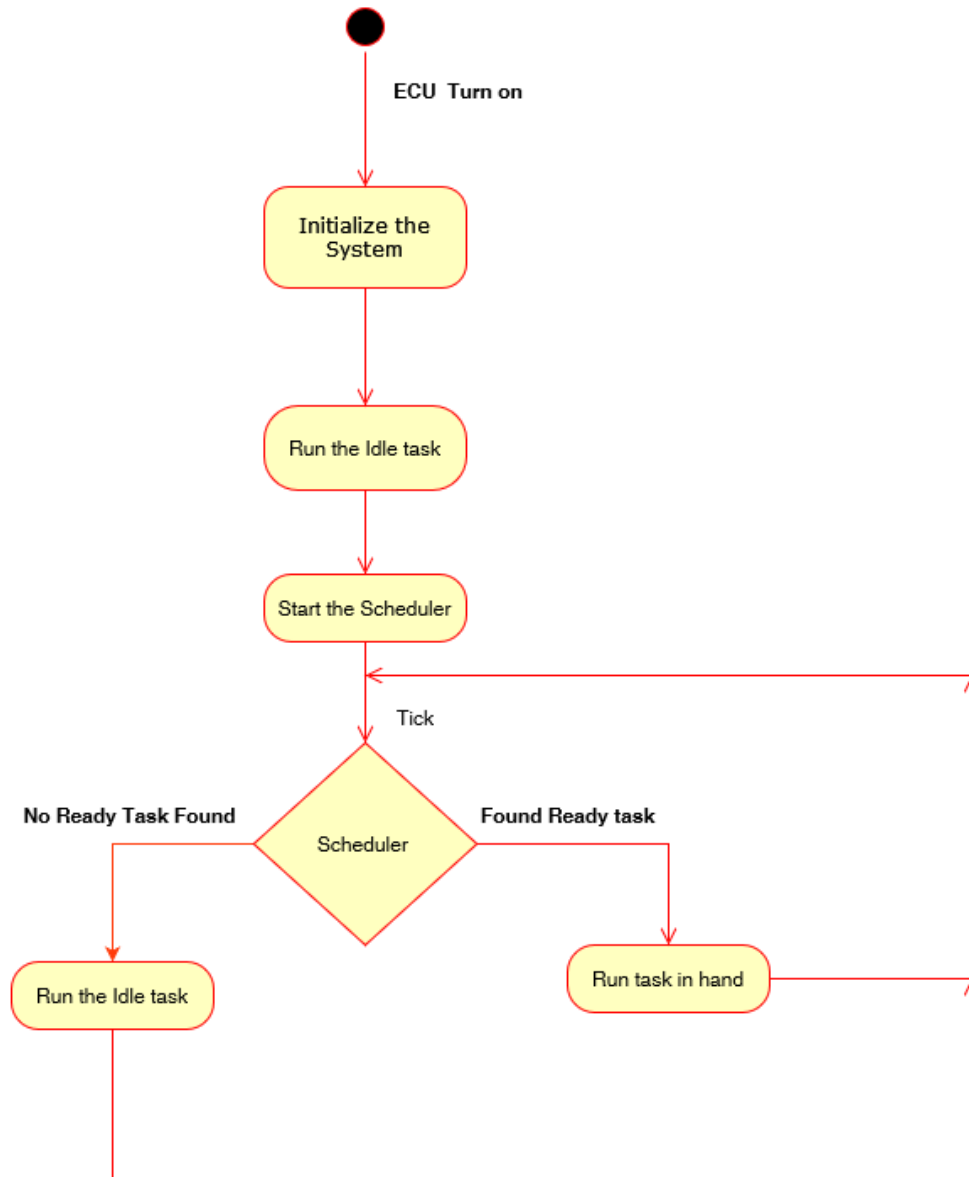 ECU  Turn on
Initialize the
System
Run the Idle task
Start the Scheduler
Tick
No Ready Task Found
Found Ready task
Scheduler
Run the Idle task
Run task in hand